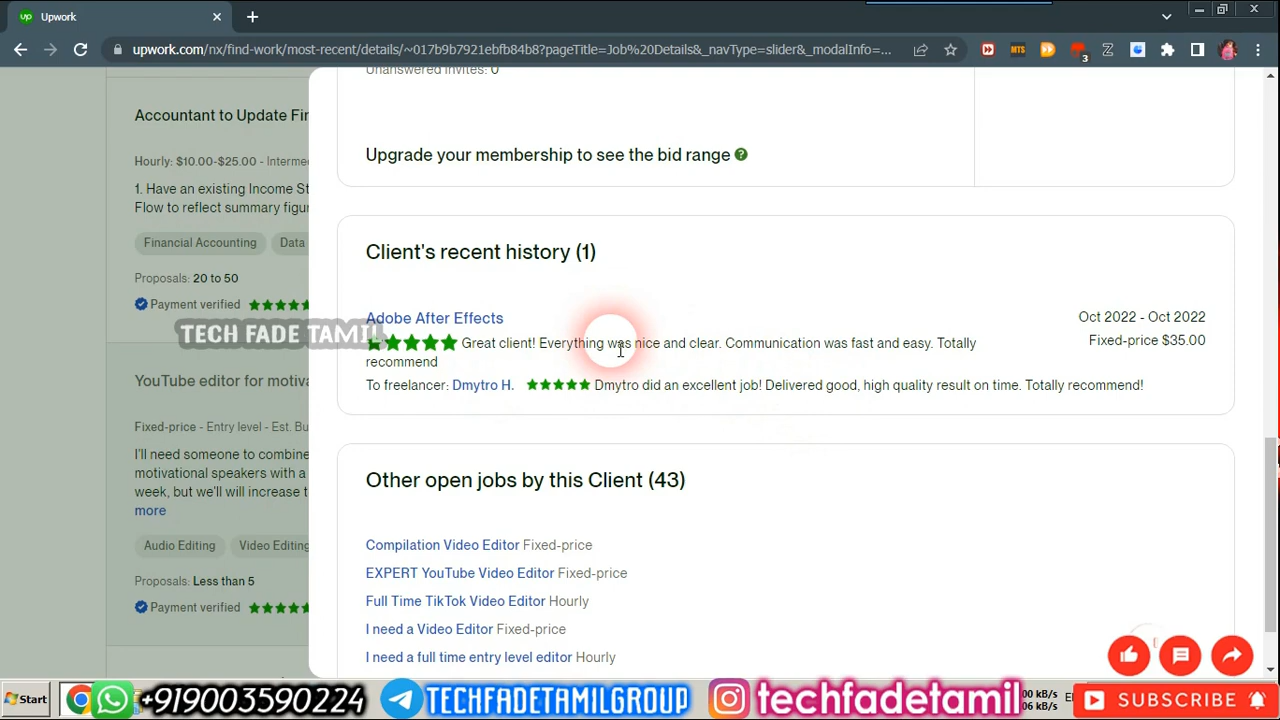 Upwork
upwork.com/nx/find-work/most-recent/details/~017b9b7921ebfb84b8?pageTitle=Job%20Details&_navType=slider&_modalInfo=...
MTS
3
Unanswered Invites: 0
Accountant to Update Fin
Hourly: $10.00-$25.00 - Interme
1. Have an existing Income St
Flow to reflect summary figu
Financial Accounting
Data
Proposals: 20 to 50
Payment verified
Upgrade your membership to see the bid range
Client's recent history (1)
Adobe After Effects
Oct 2022 - Oct 2022
TECH FADE TAMIL
Great client! Everything was nice and clear. Communication was fast and easy. Totally
recommend
Fixed-price $35.00
To freelancer: Dmytro H. Dmytro did an excellent job! Delivered good, high quality result on time. Totally recommend!
YouTube editor for motiva
Fixed-price - Entry level - Est. Bu
I'll need someone to combine
motivational speakers with a
week, but we'll will increase t
more
Audio Editing
Video Editing
Proposals: Less than 5
Payment verified
Other open jobs by this Client (43)
Compilation Video Editor Fixed-price
EXPERT YouTube Video Editor Fixed-price
Full Time TikTok Video Editor Hourly
I need a Video Editor Fixed-price
I need a full time entry level editor Hourly
Start
+919003590224
TECHFADETAMILGROUP
techfadetamil
00 kB/s
06 kB/s
SUBSCRIBE